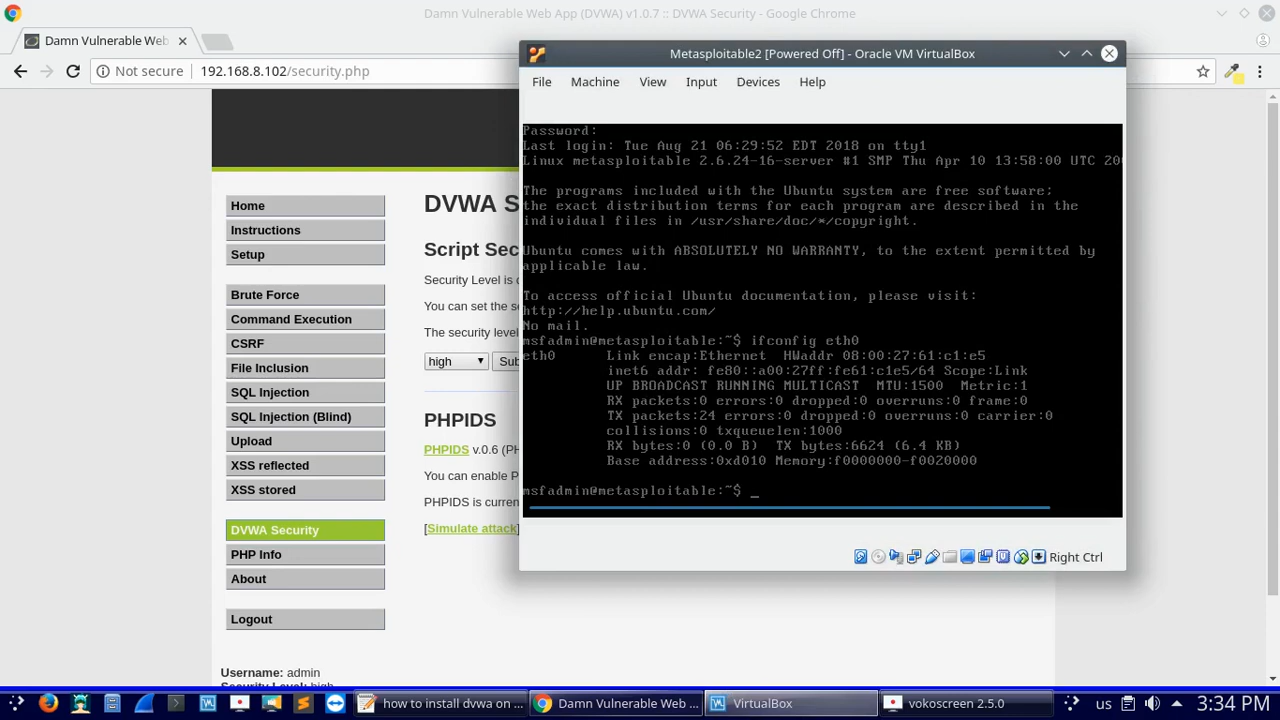 Damn Vulnerable Web App (DVWA) v1.0.7 :: DVWA Security - Google Chrome
Damn Vulnerable Web
Not secure
192.168.8.102/security.php
Metasploitable2 [Powered Off] - Oracle VM VirtualBox
File Machine View Input Devices Help
Password:
Last login: Tue Aug 21 06:29:52 EDT 2018 on tty1
Linux metasploitable 2.6.24-16-server #1 SMP Thu Apr 10 13:58:00 UTC
The programs included with the Ubuntu system are free software;
the exact distribution terms for each program are described in the
individual files in /usr/share/doc/*/copyright.
Ubuntu comes with ABSOLUTELY NO WARRANTY, to the extent permitted by
applicable law.
To access official Ubuntu documentation, please visit:
http://help.ubuntu.com/
No mail.
msfadmin@metasploitable:~$ ifconfig eth0
eth0 Link encap:Ethernet HWaddr 08:00:27:61:c1:e5
inet6 addr: fe80::a00:27ff:fe61:c1e5/64 Scope:Link
UP BROADCAST RUNNING MULTICAST MTU:1500 Metric:1
RX packets:0 errors:0 dropped:0 overruns:0 frame:0
TX packets:24 errors:0 dropped:0 overruns:0 carrier:0
collisions:0 txqueuelen:1000
RX bytes:0 (0.0 B) TX bytes:6624 (6.4 KB)
Base address:0xd010 Memory:f0000000-f0020000
msfadmin@metasploitable:~$ _
Right Ctrl
Home
Instructions
Setup
Brute Force
Command Execution
CSRF
File Inclusion
SQL Injection
SQL Injection (Blind)
Upload
XSS reflected
XSS stored
DVWA Security
PHP Info
About
Logout
Username: admin
Security Level: high
DVWA S
Script Sec
Security Level is
You can set the s
The security level
high
Sub
PHPIDS
PHPIDS v.0.6 (PH
You can enable P
PHPIDS is curren
[Simulate attack]
how to install dvwa on ...
Damn Vulnerable Web ...
VirtualBox
vokoscreen 2.5.0
us
3:34 PM